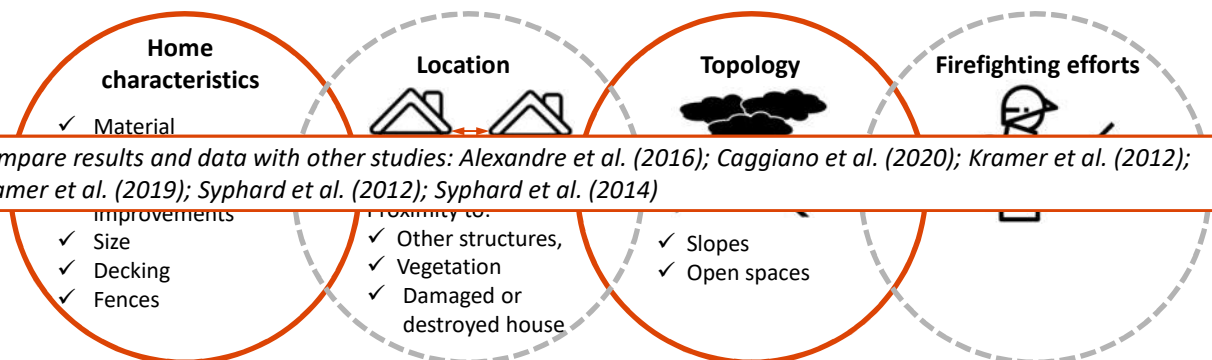 Home
characteristics
Location
Topology
Firefighting efforts
✓ Material
mpare results and data with other studies: Alexandre et al. (2016); Caggiano et al. (2020); Kramer et al. (2012);
amer et al. (2019); Syphard et al. (2012); Syphard et al. (2014)
improvements
✓ Size
✓ Decking
✓ Fences
Proximity to:
✓ Other structures,
✓ Vegetation
✓ Damaged or
destroyed house
✓ Slopes
✓ Open spaces